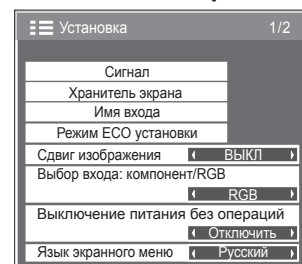 Установка 1/2
Сигнал
Хранитель экрана
Имя входа
Режим ECO установки
Сдвиг изображения ВЫКЛ
Выбор входа: компонент/RGB
RGB
Выключение питания без операций
Отключить
Язык экранного меню Русский